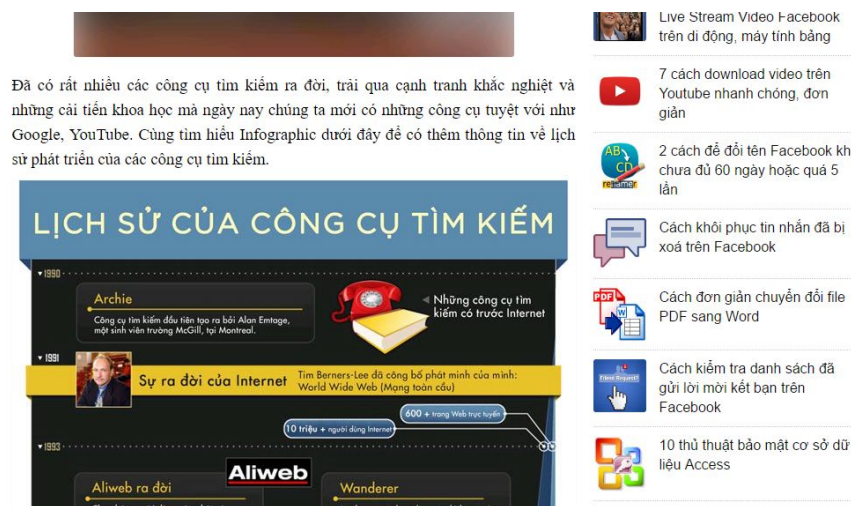 Đã có rất nhiều các công cụ tìm kiếm ra đời, trải qua cạnh tranh khắc nghiệt và
những cải tiến khoa học mà ngày nay chúng ta mới có những công cụ tuyệt vời như
Google, YouTube. Cùng tìm hiểu Infographic dưới đây để có thêm thông tin về lịch
sử phát triển của các công cụ tìm kiếm.
LỊCH SỬ CỦA CÔNG CỤ TÌM KIẾM
1990
Archie
Công cụ tìm kiếm đầu tiên tạo ra bởi Alan Emtage,
một sinh viên trường McGill, tại Montreal.
Những công cụ tìm
kiếm có trước Internet
1991
Sự ra đời của Internet
Tim Berners-Lee đã công bố phát minh của mình:
World Wide Web (Mạng toàn cầu)
600 + trang Web trực tuyến
10 triệu + người dùng Internet
1993
Aliweb
Aliweb ra đời
Wanderer
Live Stream Video Facebook
trên di động, máy tính bảng
7 cách download video trên
Youtube nhanh chóng, đơn
giản
AB
CD
renamer
2 cách để đổi tên Facebook kh
chưa đủ 60 ngày hoặc quá 5
lần
Cách khôi phục tin nhắn đã bị
xoá trên Facebook
PDF
W
Cách đơn giản chuyển đổi file
PDF sang Word
Friend Request?
Cách kiểm tra danh sách đã
gửi lời mời kết bạn trên
Facebook
10 thủ thuật bảo mật cơ sở dữ
liệu Access